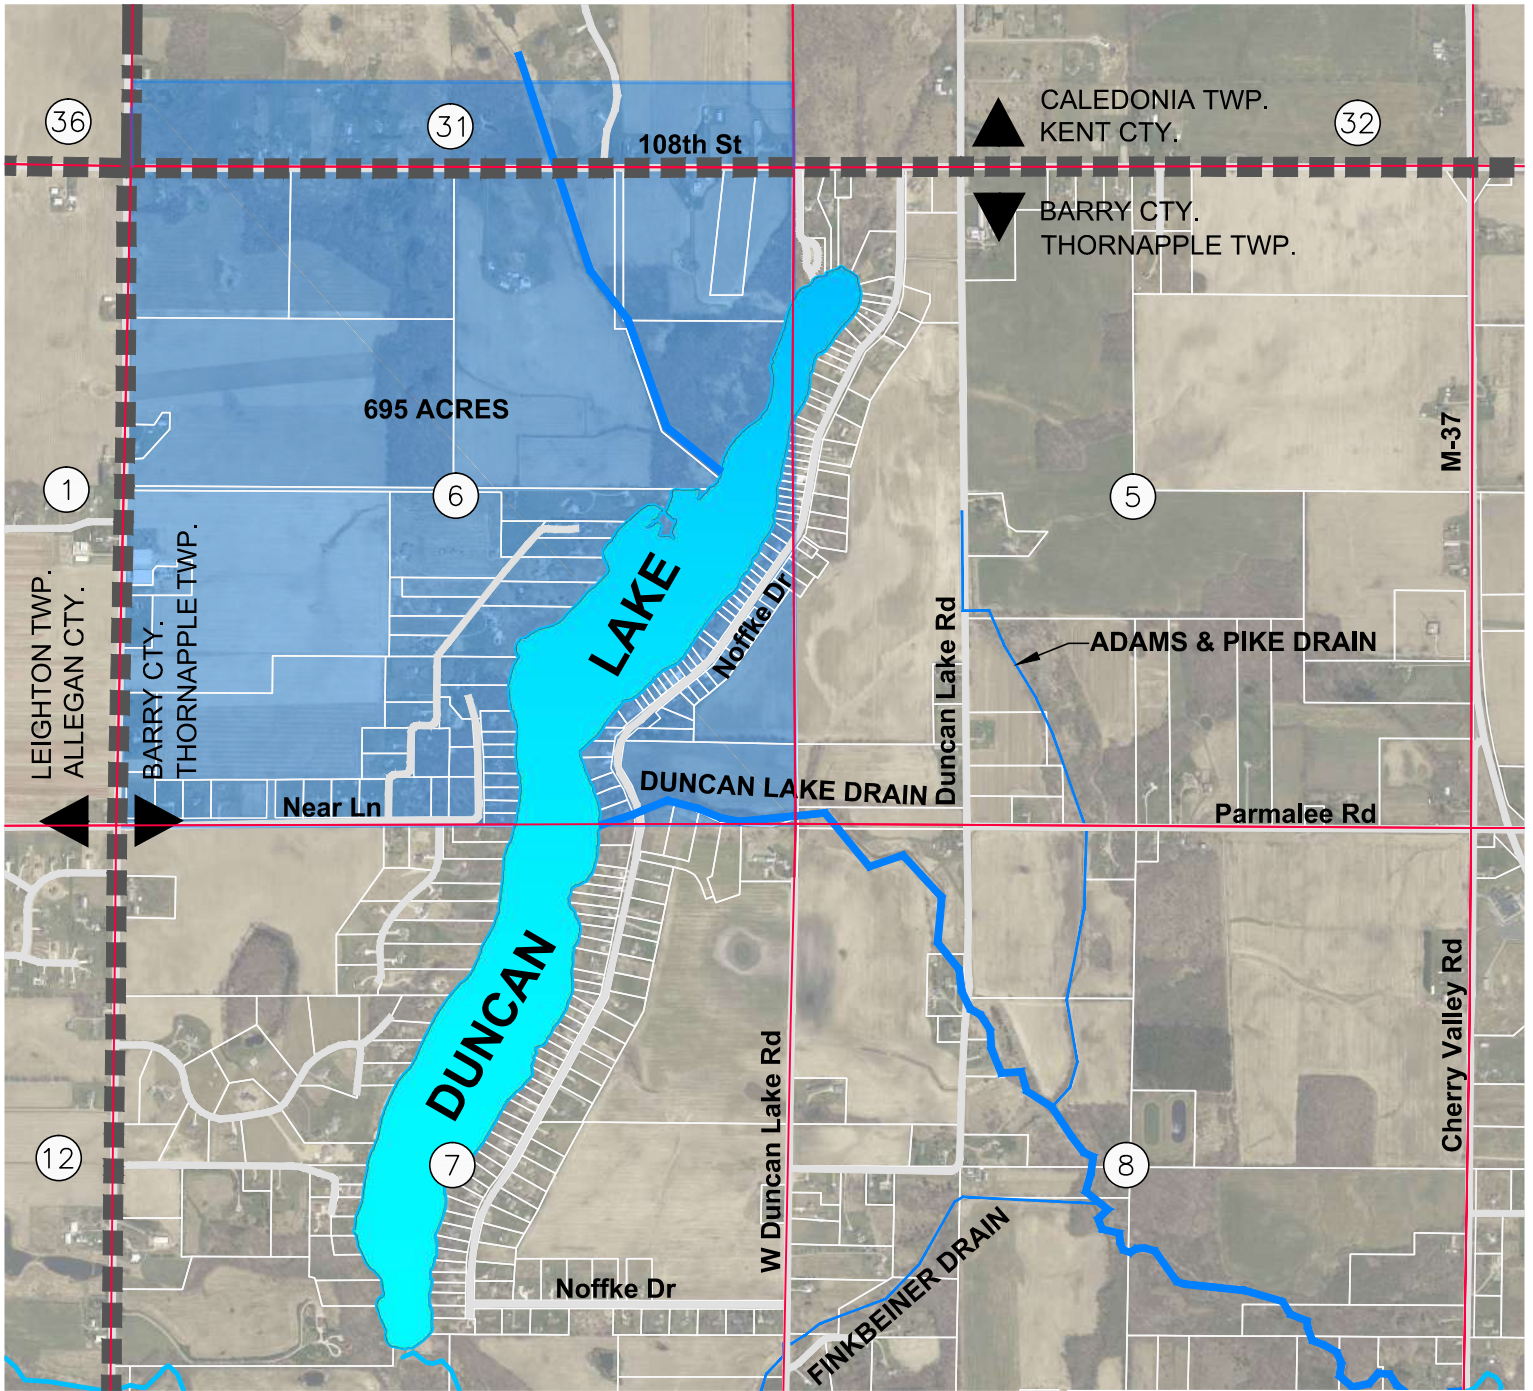 36
31
108th St
CALEDONIA TWP.
KENT CTY.
32
BARRY CTY.
THORNAPPLE TWP.
695 ACRES
M-37
1
6
5
LEIGHTON TWP.
ALLEGAN CTY.
BARRY CTY.
THORNAPPLE TWP.
LAKE
Noffke Dr
Duncan Lake Rd
ADAMS & PIKE DRAIN
DUNCAN LAKE DRAIN
Near Ln
Parmalee Rd
DUNCAN
W Duncan Lake Rd
Cherry Valley Rd
12
7
8
FINKBEINER DRAIN
Noffke Dr